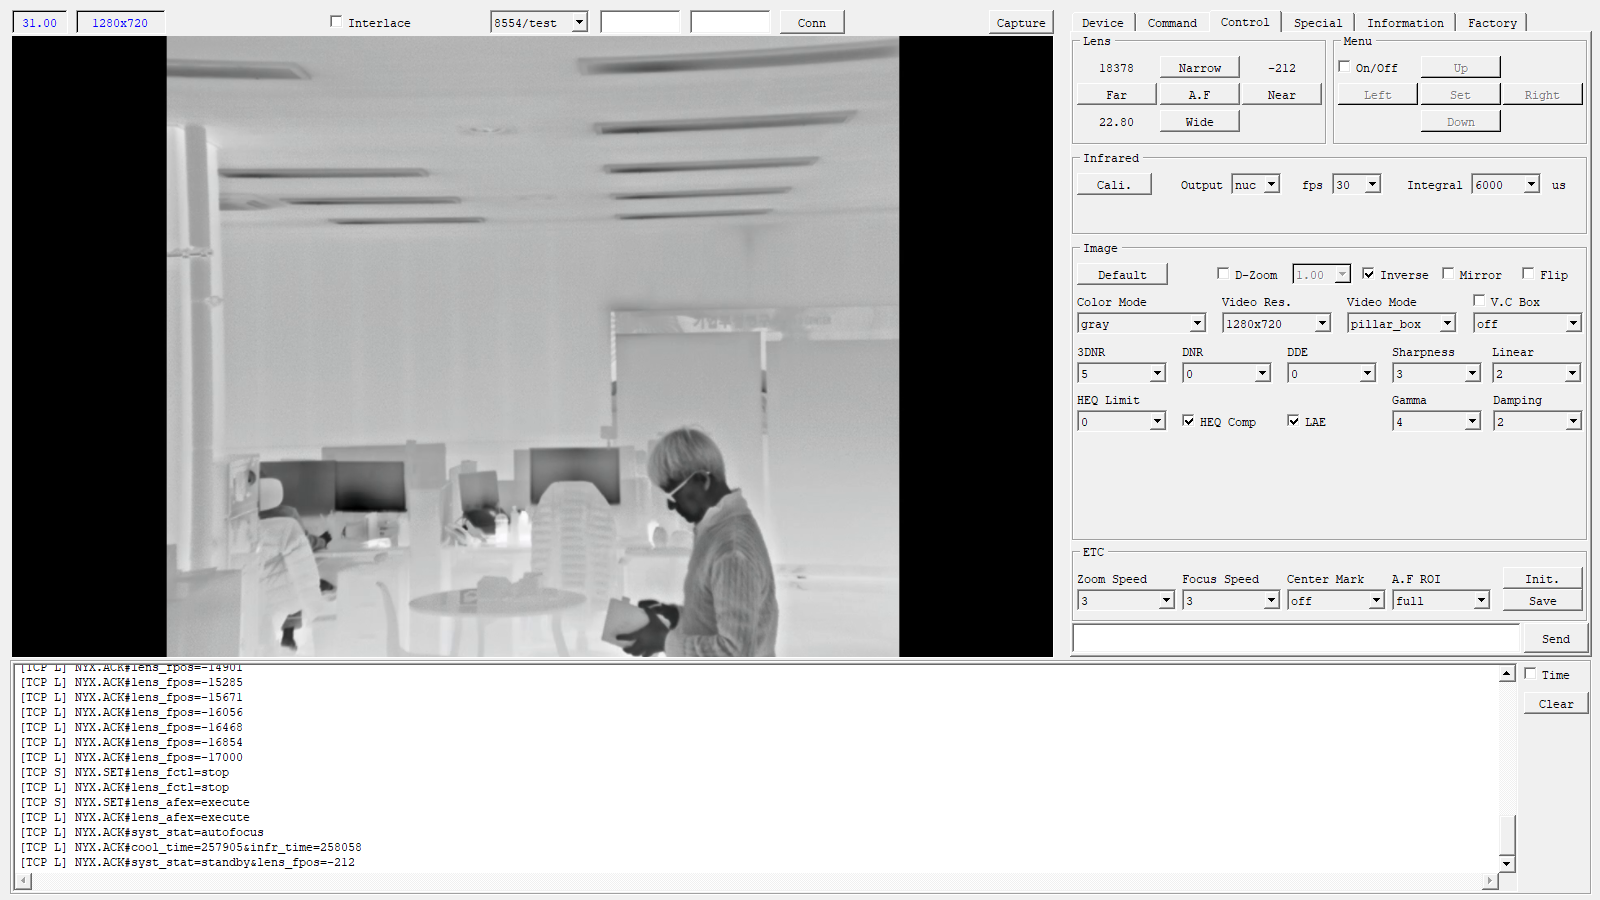 31.00 1280x720 Interlace 8554/test Conn Capture
Device Command Control Special Information Factory
Lens Menu
18378 Narrow -212 On/Off Up
Far A.F Near Left Set Right
22.80 Wide Down
Infrared
Cali. Output nuc fps 30 Integral 6000 us
Image
Default D-Zoom 1.00 Inverse Mirror Flip
Color Mode Video Res. Video Mode V.C Box
gray 1280x720 pillar_box off
3DNR DNR DDE Sharpness Linear
5 0 0 3 2
HEQ Limit Gamma Damping
0 HEQ Comp LAE 4 2
ETC
Zoom Speed Focus Speed Center Mark A.F ROI Init.
3 3 off full Save
Send
[TCP L] NYX.ACK#lens_fpos=-14901
[TCP L] NYX.ACK#lens_fpos=-15285
[TCP L] NYX.ACK#lens_fpos=-15671
[TCP L] NYX.ACK#lens_fpos=-16056
[TCP L] NYX.ACK#lens_fpos=-16468
[TCP L] NYX.ACK#lens_fpos=-16854
[TCP L] NYX.ACK#lens_fpos=-17000
[TCP S] NYX.SET#lens_fctl=stop
[TCP L] NYX.ACK#lens_fctl=stop
[TCP S] NYX.SET#lens_afex=execute
[TCP L] NYX.ACK#lens_afex=execute
[TCP L] NYX.ACK#syst_stat=autofocus
[TCP L] NYX.ACK#cool_time=257905&infr_time=258058
[TCP L] NYX.ACK#syst_stat=standby&lens_fpos=-212
Time
Clear